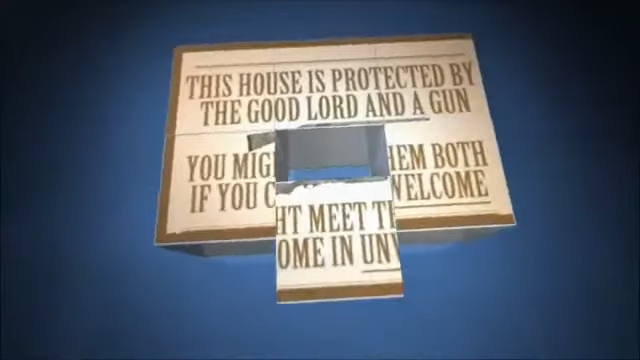 THIS HOUSE IS PROTECTED BY
THE GOOD LORD AND A GUN
YOU MIG HEM BOTH
IF YOU C WELCOME
HT MEET T
OME IN UN